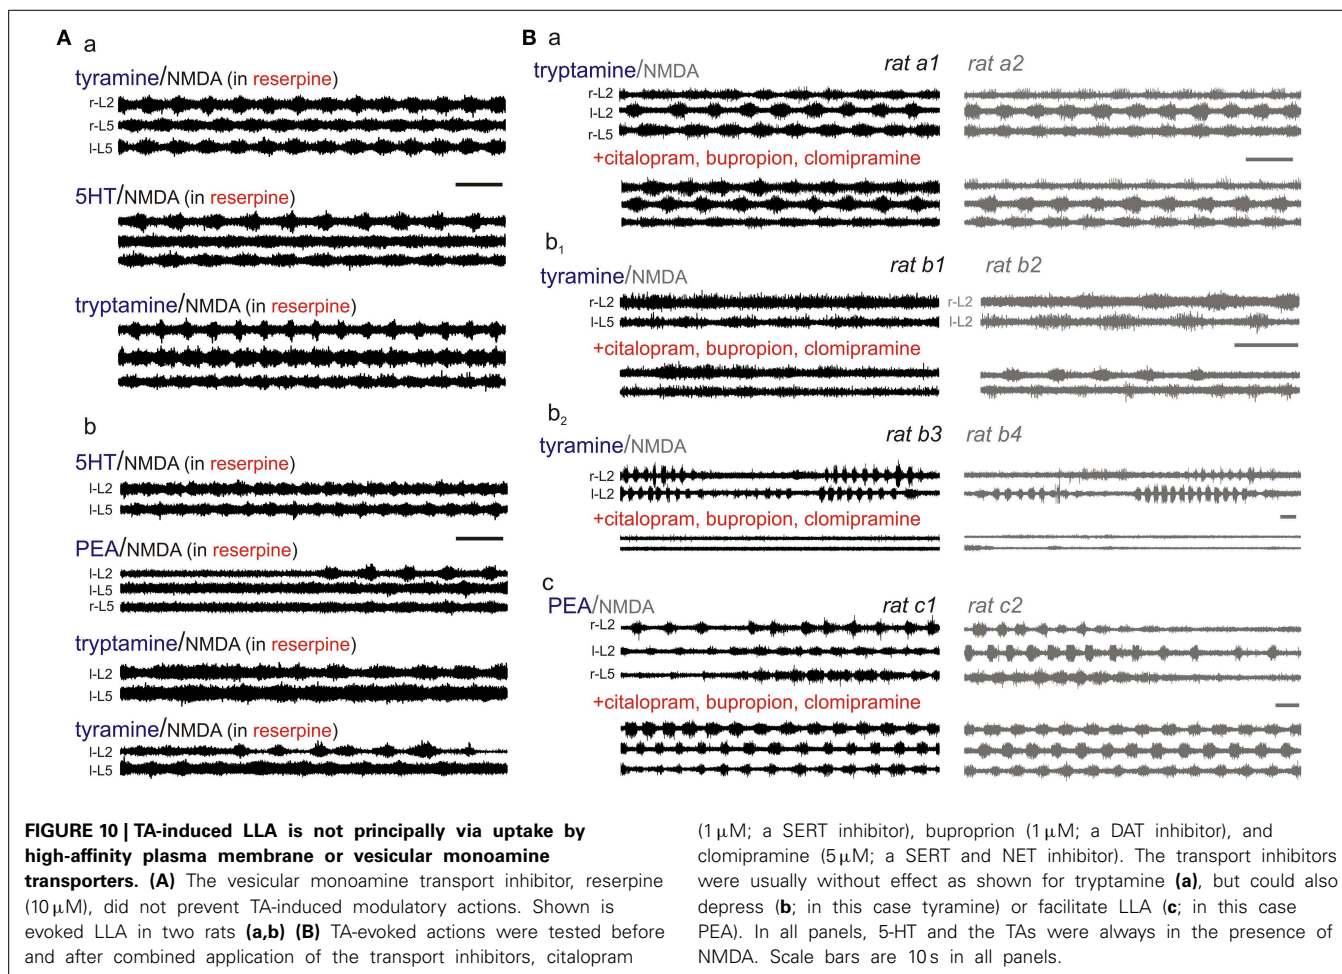 A
a
tyramine/NMDA (in reserpine)
r-L2
r-L5
l-L5
5HT/NMDA (in reserpine)
tryptamine/NMDA (in reserpine)
b
5HT/NMDA (in reserpine)
l-L2
l-L5
PEA/NMDA (in reserpine)
l-L2
l-L5
r-L5
tryptamine/NMDA (in reserpine)
l-L2
l-L5
tyramine/NMDA (in reserpine)
l-L2
l-L5
B
a
tryptamine/NMDA rat a1 rat a2
r-L2
l-L2
r-L5
+citalopram, bupropion, clomipramine
b1
tyramine/NMDA rat b1 rat b2
r-L2 r-L2
l-L5 l-L2
+citalopram, bupropion, clomipramine
b2
tyramine/NMDA rat b3 rat b4
r-L2
l-L2
+citalopram, bupropion, clomipramine
c
PEA/NMDA rat c1 rat c2
r-L2
l-L2
r-L5
+citalopram, bupropion, clomipramine
FIGURE 10 | TA-induced LLA is not principally via uptake by
high-affinity plasma membrane or vesicular monoamine
transporters. (A) The vesicular monoamine transport inhibitor, reserpine
(10 µM), did not prevent TA-induced modulatory actions. Shown is
evoked LLA in two rats (a,b) (B) TA-evoked actions were tested before
and after combined application of the transport inhibitors, citalopram
(1 µM; a SERT inhibitor), buproprion (1 µM; a DAT inhibitor), and
clomipramine (5 µM; a SERT and NET inhibitor). The transport inhibitors
were usually without effect as shown for tryptamine (a), but could also
depress (b; in this case tyramine) or facilitate LLA (c; in this case
PEA). In all panels, 5-HT and the TAs were always in the presence of
NMDA. Scale bars are 10 s in all panels.